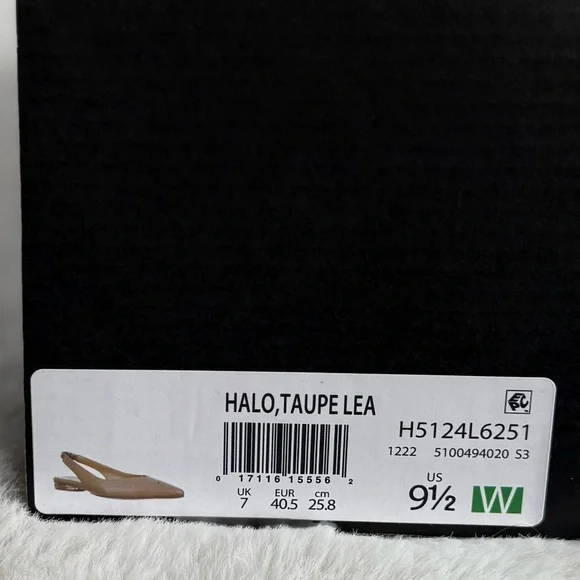 HALO,TAUPE LEA
H5124L6251
1222 5100494020 S3
0 17116 15556 2
UK EUR cm
7 40.5 25.8
US
9½ W